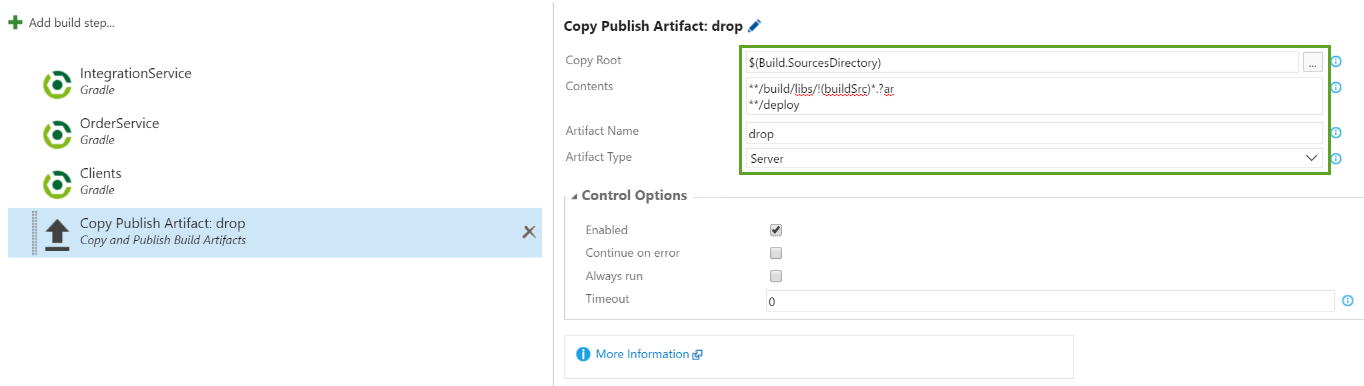 Add build step...
IntegrationService
Gradle
OrderService
Gradle
Clients
Gradle
Copy Publish Artifact: drop
Copy and Publish Build Artifacts
Copy Publish Artifact: drop
Copy Root
$(Build.SourcesDirectory)
...
Contents
**/build/libs/!(buildSrc)*.?ar
**/deploy
Artifact Name
drop
Artifact Type
Server
Control Options
Enabled
Continue on error
Always run
Timeout
0
More Information